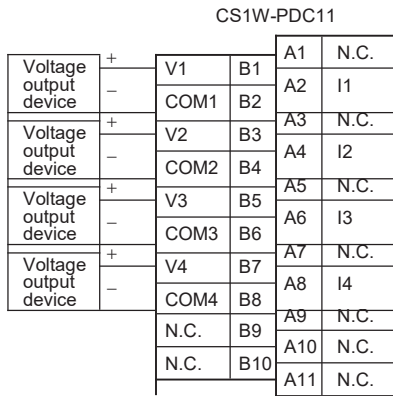 CS1W-PDC11
A1 N.C.
Voltage output device + V1 B1
A2 I1
− COM1 B2
A3 N.C.
Voltage output device + V2 B3
A4 I2
− COM2 B4
A5 N.C.
Voltage output device + V3 B5
A6 I3
− COM3 B6
A7 N.C.
Voltage output device + V4 B7
A8 I4
− COM4 B8
A9 N.C.
N.C. B9
A10 N.C.
N.C. B10
A11 N.C.